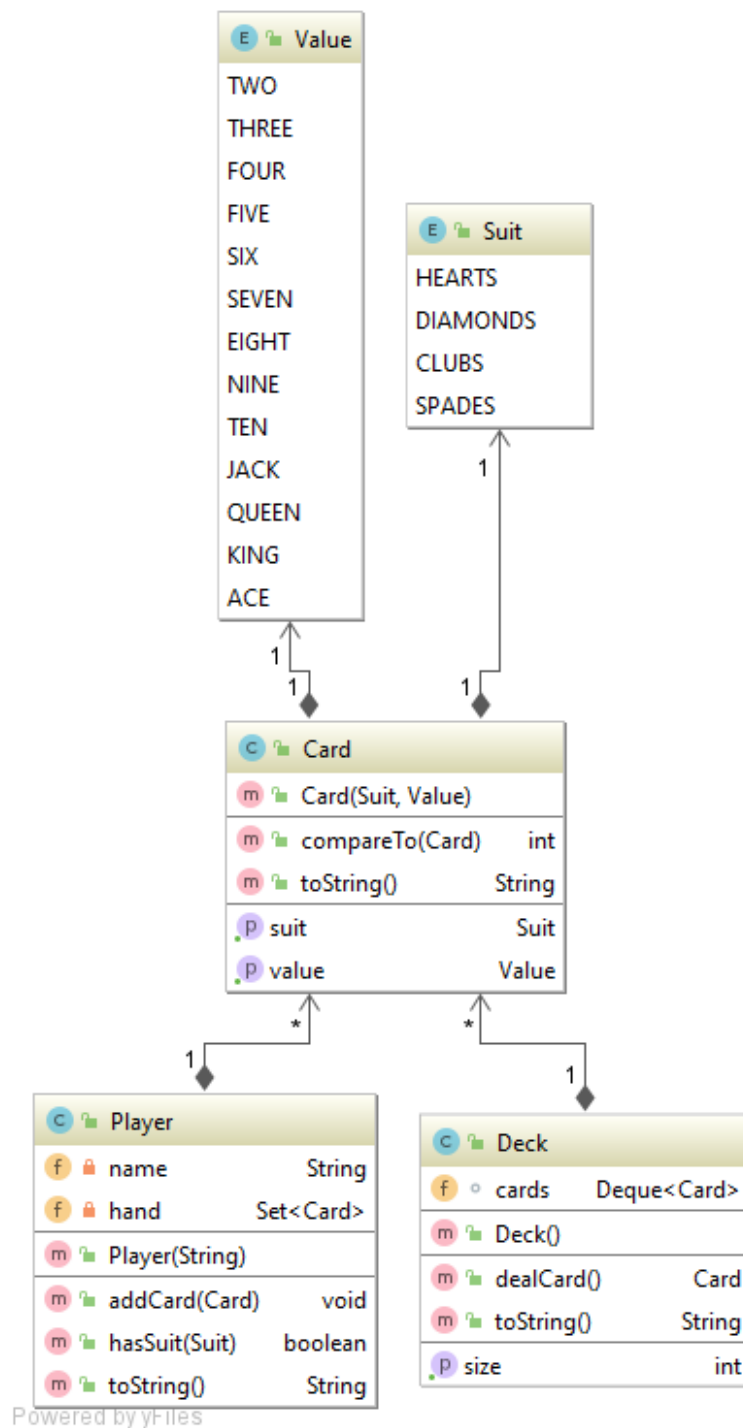 E Value
TWO
THREE
FOUR
FIVE
SIX
SEVEN
EIGHT
NINE
TEN
JACK
QUEEN
KING
ACE
E Suit
HEARTS
DIAMONDS
CLUBS
SPADES
1
1
1
1
C Card
m Card(Suit, Value)
m compareTo(Card) int
m toString() String
p suit Suit
p value Value
*
*
1
1
C Player
f name String
f hand Set<Card>
m Player(String)
m addCard(Card) void
m hasSuit(Suit) boolean
m toString() String
C Deck
f cards Deque<Card>
m Deck()
m dealCard() Card
m toString() String
p size int
Powered by yFiles